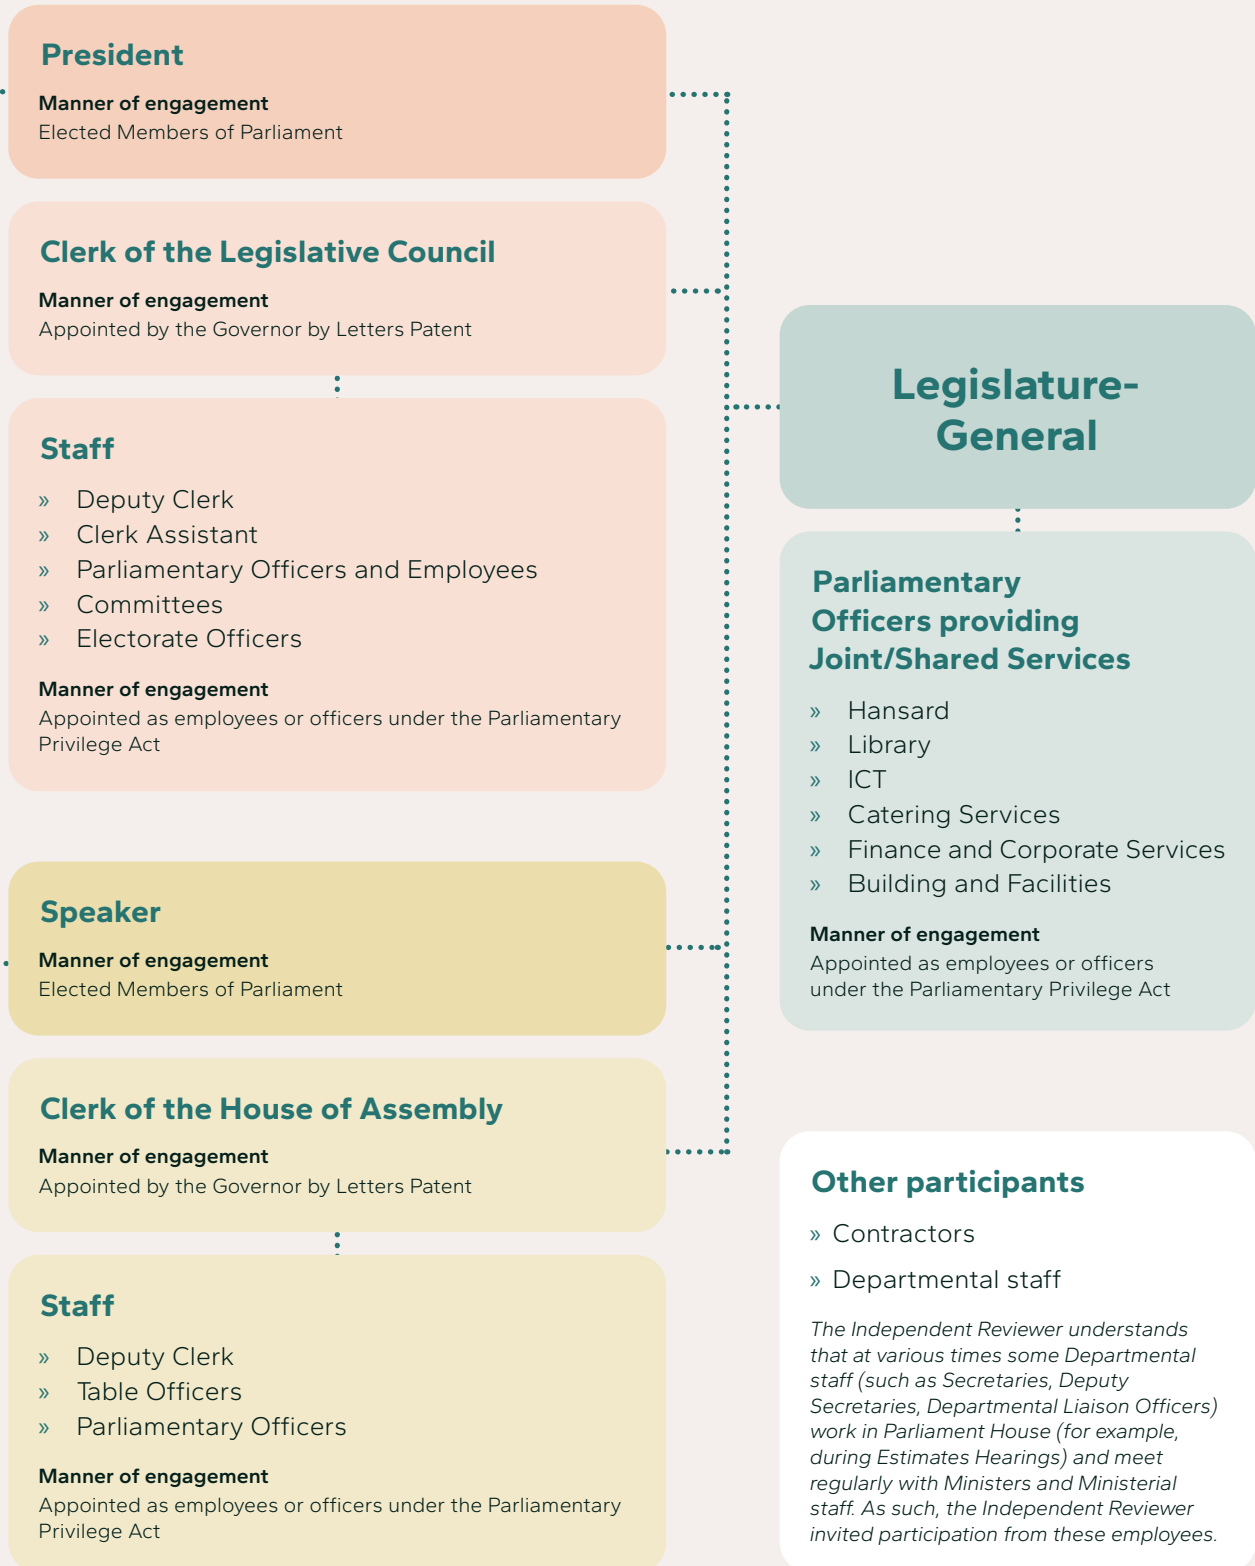 President
Manner of engagement
Elected Members of Parliament
Clerk of the Legislative Council
Manner of engagement
Appointed by the Governor by Letters Patent
Staff
» Deputy Clerk
» Clerk Assistant
» Parliamentary Officers and Employees
» Committees
» Electorate Officers
Manner of engagement
Appointed as employees or officers under the Parliamentary
Privilege Act
Speaker
Manner of engagement
Elected Members of Parliament
Clerk of the House of Assembly
Manner of engagement
Appointed by the Governor by Letters Patent
Staff
» Deputy Clerk
» Table Officers
» Parliamentary Officers
Manner of engagement
Appointed as employees or officers under the Parliamentary
Privilege Act
Legislature-
General
Parliamentary
Officers providing
Joint/Shared Services
» Hansard
» Library
» ICT
» Catering Services
» Finance and Corporate Services
» Building and Facilities
Manner of engagement
Appointed as employees or officers
under the Parliamentary Privilege Act
Other participants
» Contractors
» Departmental staff
The Independent Reviewer understands
that at various times some Departmental
staff (such as Secretaries, Deputy
Secretaries, Departmental Liaison Officers)
work in Parliament House (for example,
during Estimates Hearings) and meet
regularly with Ministers and Ministerial
staff. As such, the Independent Reviewer
invited participation from these employees.